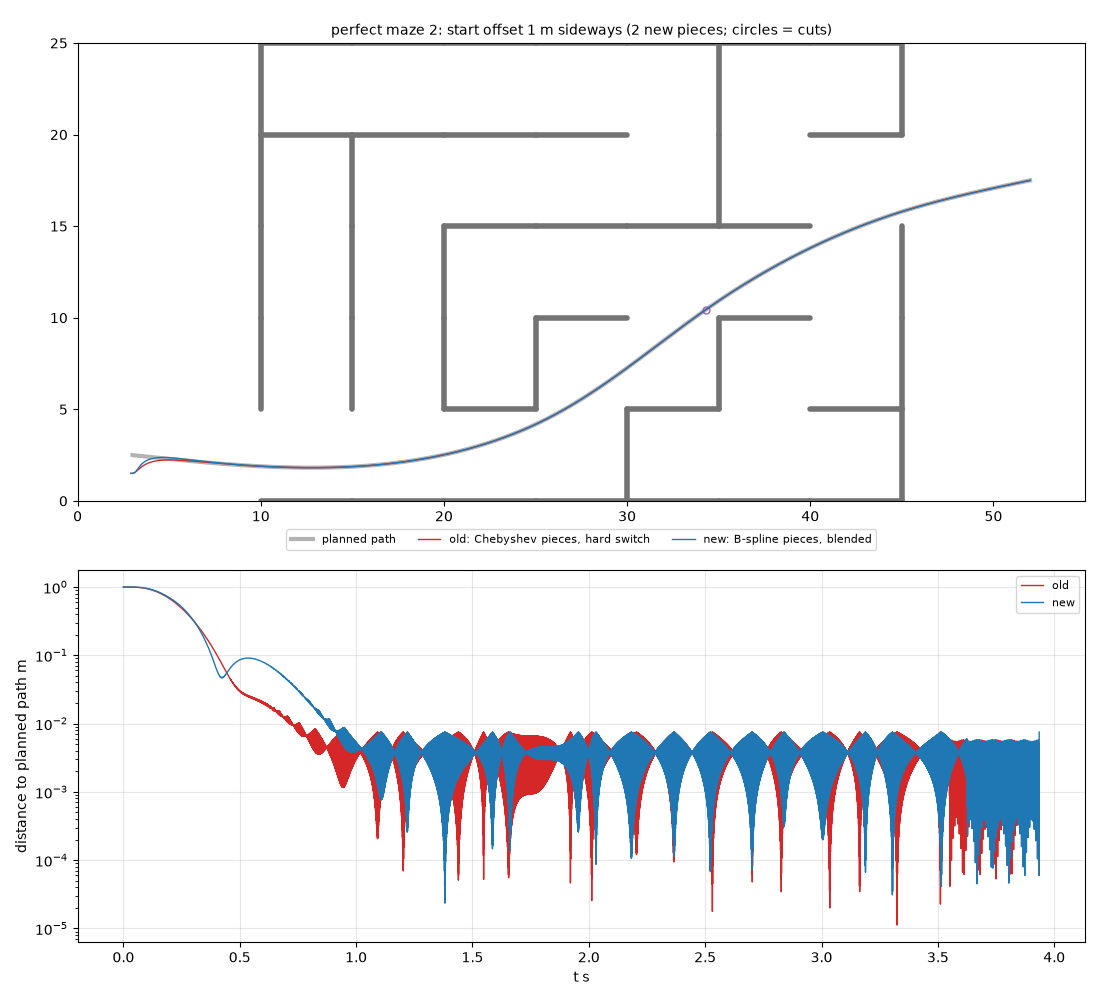 perfect maze 2: start offset 1 m sideways (2 new pieces; circles = cuts)
25
20
15
10
5
0
0 10 20 30 40 50
planned path old: Chebyshev pieces, hard switch new: B-spline pieces, blended
distance to planned path m
10⁰
10⁻¹
10⁻²
10⁻³
10⁻⁴
10⁻⁵
old
new
0.0 0.5 1.0 1.5 2.0 2.5 3.0 3.5 4.0
t s